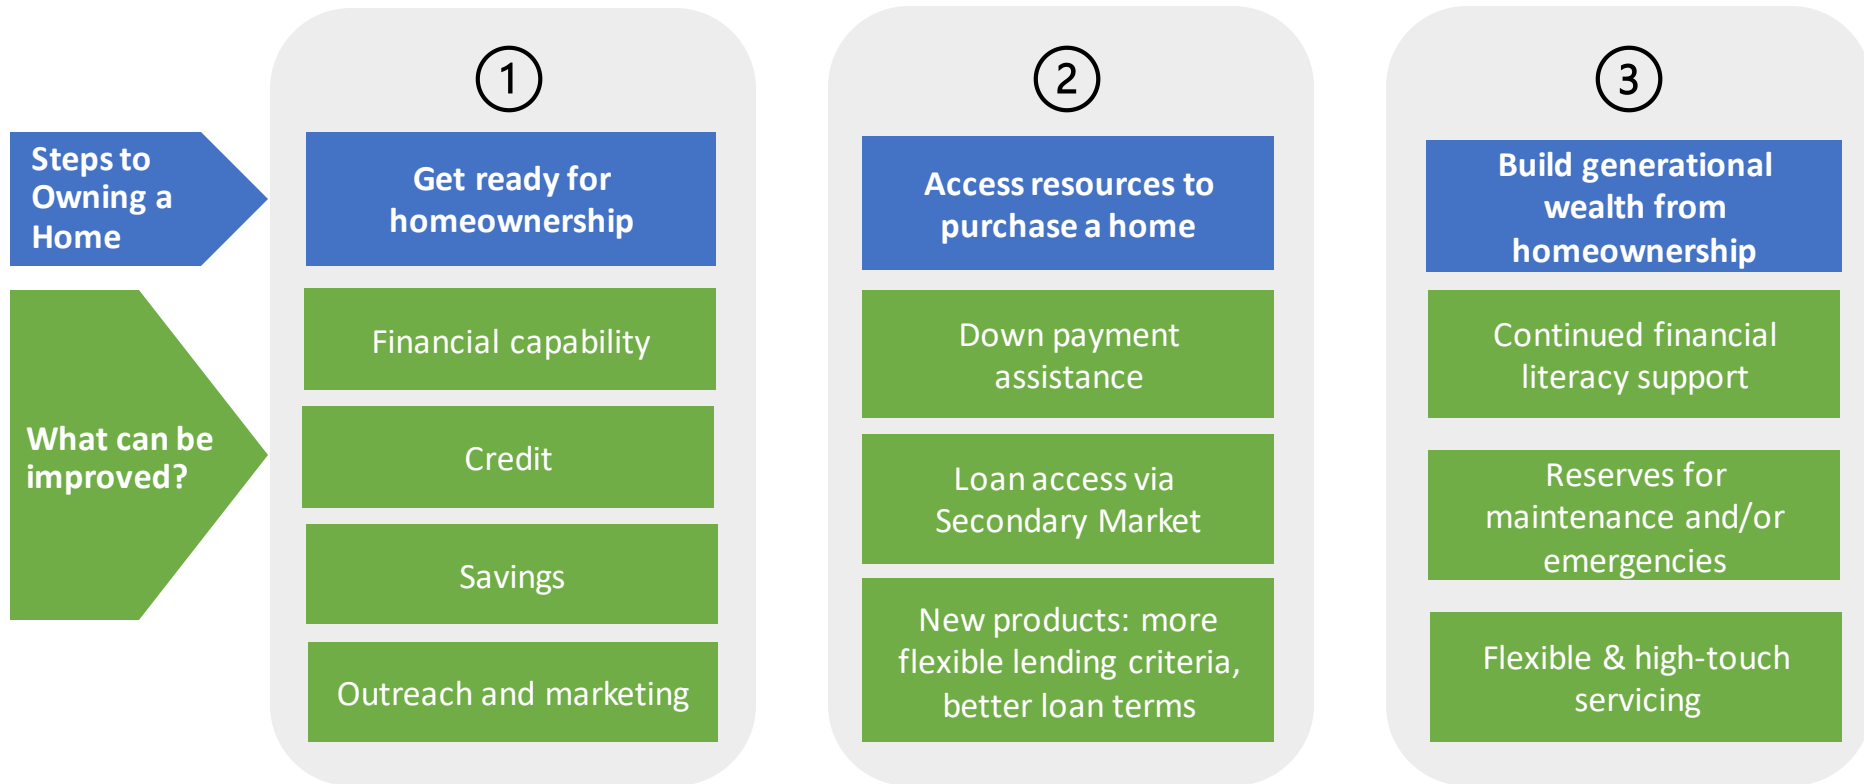 1
2
3
Steps to
Owning a
Home
Get ready for
homeownership
Access resources to
purchase a home
Build generational
wealth from
homeownership
What can be
improved?
Financial capability
Credit
Savings
Outreach and marketing
Down payment
assistance
Loan access via
Secondary Market
New products: more
flexible lending criteria,
better loan terms
Continued financial
literacy support
Reserves for
maintenance and/or
emergencies
Flexible & high-touch
servicing